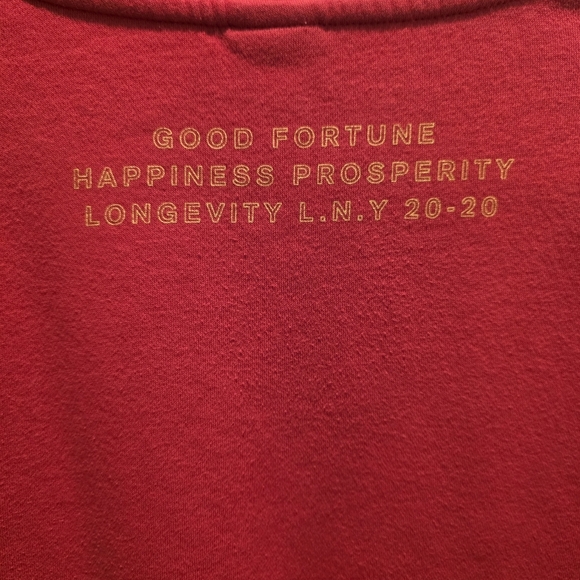 GOOD FORTUNE
HAPPINESS PROSPERITY
LONGEVITY L.N.Y 20-20